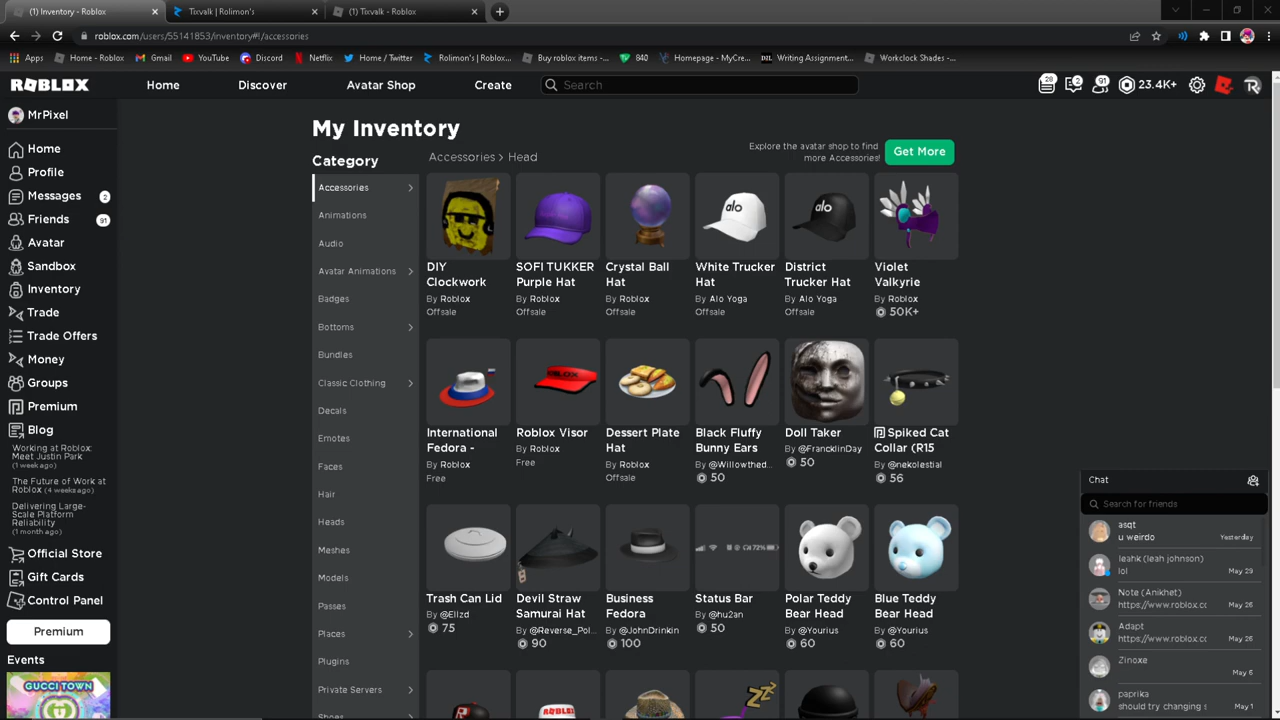 (1) Inventory - Roblox
Tixvalk | Rolimon's
(1) Tixvalk - Roblox
roblox.com/users/55141853/inventory#!/accessories
Apps
Home - Roblox
Gmail
YouTube
Discord
Netflix
Home / Twitter
Rolimon's | Roblox...
Buy roblox items -...
840
Homepage - MyCre...
Writing Assignment...
Workclock Shades -...
ROBLOX
Home
Discover
Avatar Shop
Create
Search
28
2
91
23.4K+
MrPixel
Home
Profile
Messages
2
Friends
91
Avatar
Sandbox
Inventory
Trade
Trade Offers
Money
Groups
Premium
Blog
Working at Roblox:
Meet Justin Park
(1 week ago)
The Future of Work at
Roblox (4 weeks ago)
Delivering Large-
Scale Platform
Reliability
(1 month ago)
Official Store
Gift Cards
Control Panel
Premium
Events
GUCCI TOWN
My Inventory
Category
Accessories
Animations
Audio
Avatar Animations
Badges
Bottoms
Bundles
Classic Clothing
Decals
Emotes
Faces
Hair
Heads
Meshes
Models
Passes
Places
Plugins
Private Servers
Shoes
Accessories > Head
Explore the avatar shop to find
more Accessories!
Get More
DIY
Clockwork
By Roblox
Offsale
SOFI TUKKER
Purple Hat
By Roblox
Offsale
Crystal Ball
Hat
By Roblox
Offsale
alo
White Trucker
Hat
By Alo Yoga
Offsale
alo
District
Trucker Hat
By Alo Yoga
Offsale
Violet
Valkyrie
By Roblox
50K+
International
Fedora -
By Roblox
Free
ROBLOX
Roblox Visor
By Roblox
Free
Dessert Plate
Hat
By Roblox
Offsale
Black Fluffy
Bunny Ears
By @Willowthed...
50
Doll Taker
By @FrancklinDay
50
Spiked Cat
Collar (R15
By @nekolestial
56
Trash Can Lid
By @Ellzd
75
Devil Straw
Samurai Hat
By @Reverse_Pol...
90
Business
Fedora
By @JohnDrinkin
100
72%
Status Bar
By @hu2an
50
Polar Teddy
Bear Head
By @Yourius
60
Blue Teddy
Bear Head
By @Yourius
60
ROBLOX
Chat
Search for friends
asqt
u weirdo
Yesterday
leahk (leah johnson)
lol
May 29
Note (Anikhet)
https://www.roblox.cc
May 26
Adapt
https://www.roblox.cc
May 26
Zinoxe
May 6
paprika
should try changing s
May 1